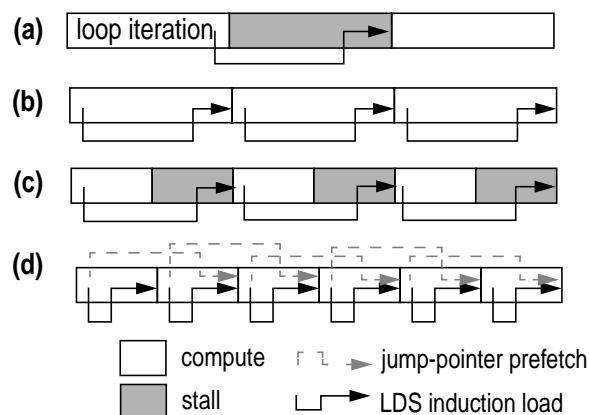 (a) loop iteration
(b)
(c)
(d)
compute jump-pointer prefetch
stall LDS induction load